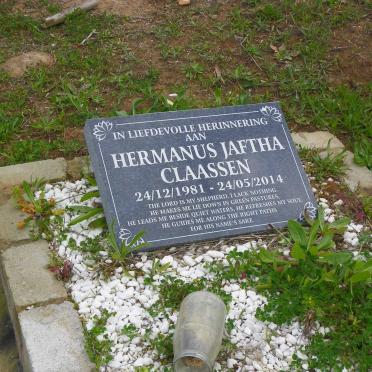 IN LIEFDEVOLLE HERINNERING
AAN
HERMANUS JAFTHA
CLAASSEN
24/12/1981 - 24/05/2014
THE LORD IS MY SHEPHERD, I LACK NOTHING.
HE MAKES ME LIE DOWN IN GREEN PASTURES,
HE LEADS ME BESIDE QUIET WATERS, HE REFRESHES MY SOUL.
HE GUIDES ME ALONG THE RIGHT PATHS
FOR HIS NAME'S SAKE